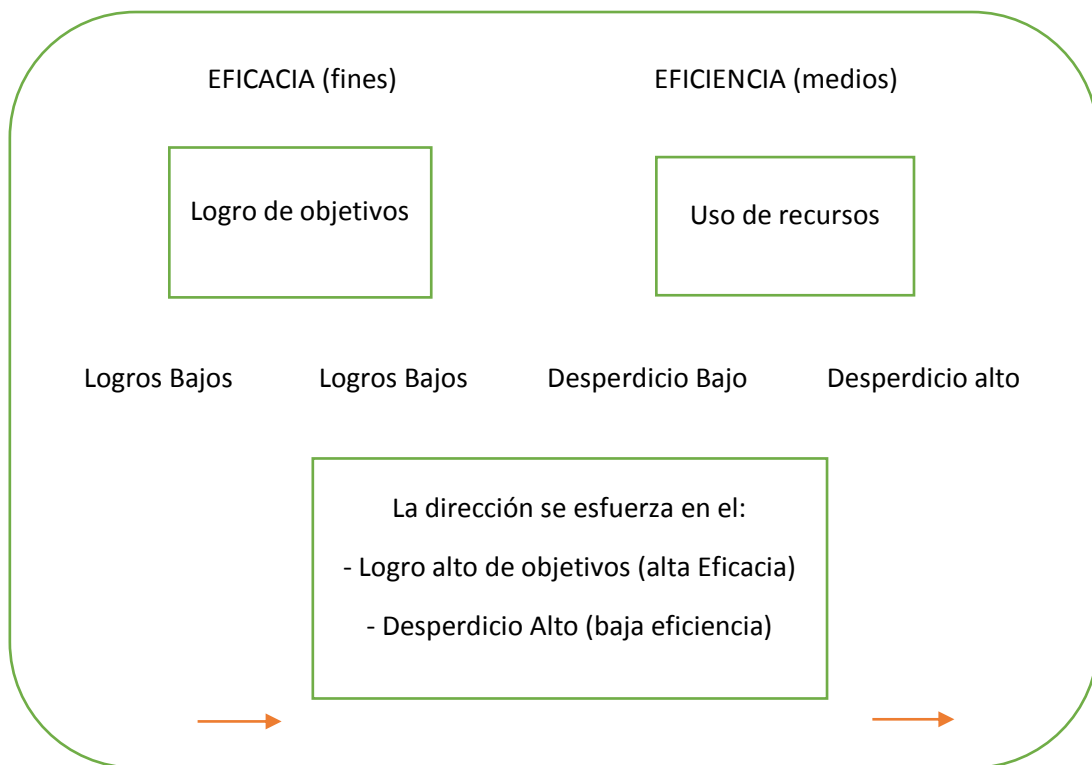 EFICACIA (fines) EFICIENCIA (medios)
Logro de objetivos Uso de recursos
Logros Bajos Logros Bajos Desperdicio Bajo Desperdicio alto
La dirección se esfuerza en el:
- Logro alto de objetivos (alta Eficacia)
- Desperdicio Alto (baja eficiencia)